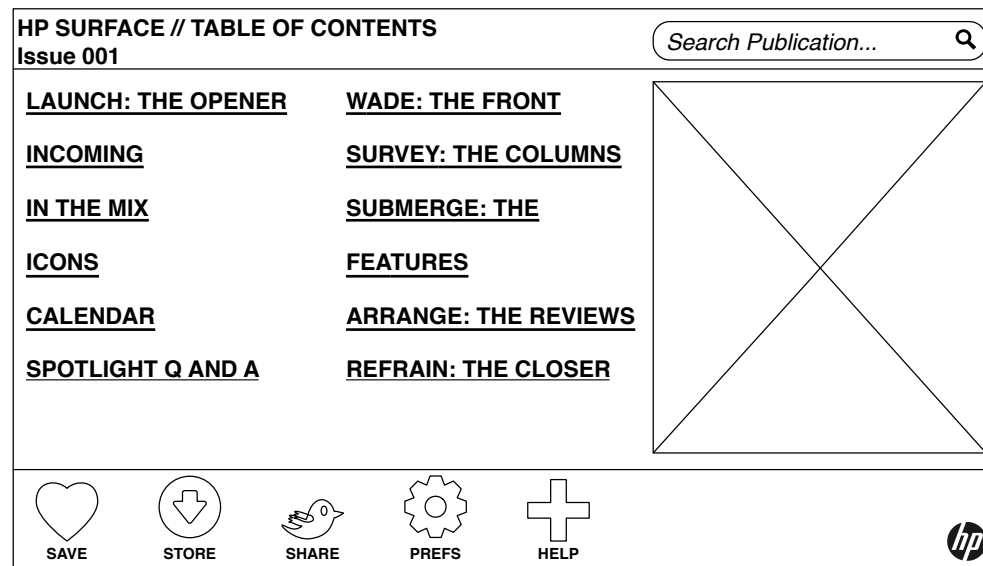 HP SURFACE // TABLE OF CONTENTS
Issue 001
Search Publication...
LAUNCH: THE OPENER
INCOMING
IN THE MIX
ICONS
CALENDAR
SPOTLIGHT Q AND A
WADE: THE FRONT
SURVEY: THE COLUMNS
SUBMERGE: THE
FEATURES
ARRANGE: THE REVIEWS
REFRAIN: THE CLOSER
SAVE
STORE
SHARE
PREFS
HELP
hp